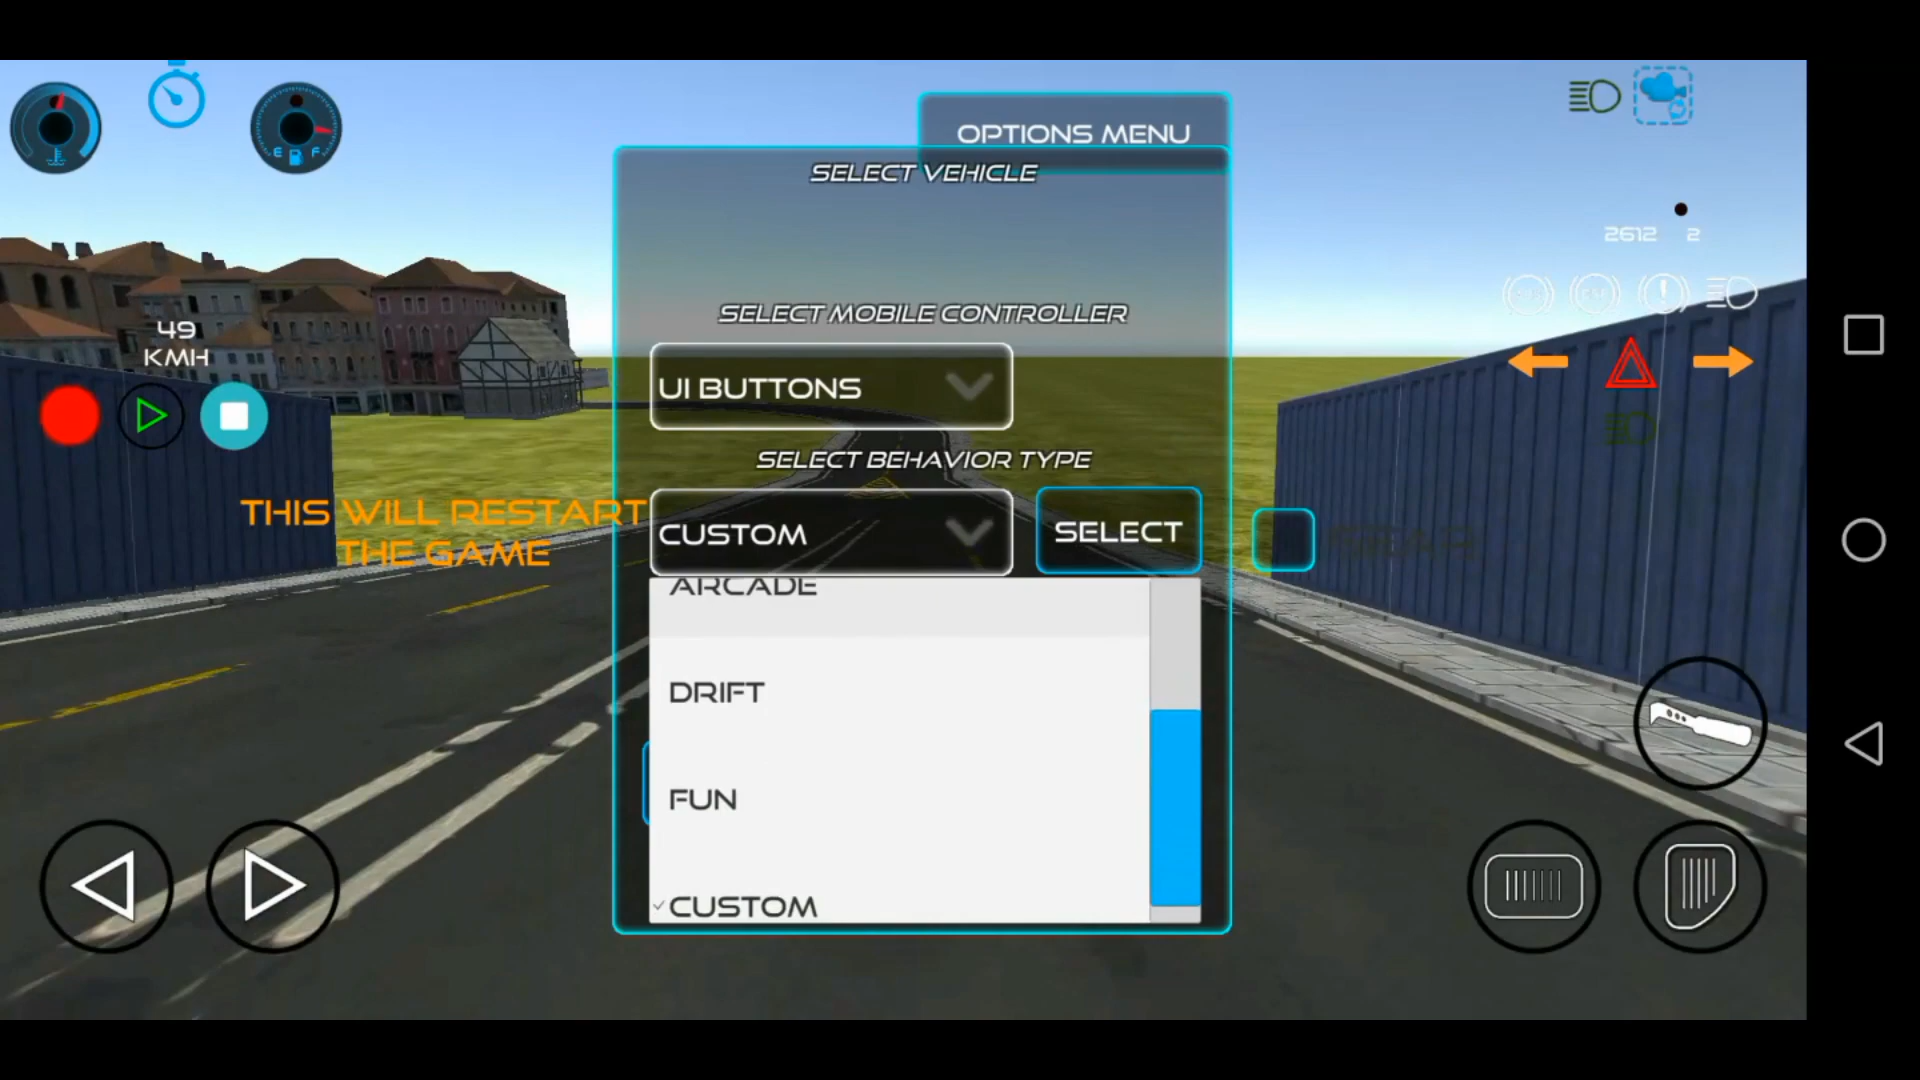 OPTIONS MENU
SELECT VEHICLE
E F
2612 2
SELECT MOBILE CONTROLLER
49
KMH
UI BUTTONS
SELECT BEHAVIOR TYPE
THIS WILL RESTART
THE GAME
CUSTOM
SELECT
ARCADE
DRIFT
FUN
CUSTOM